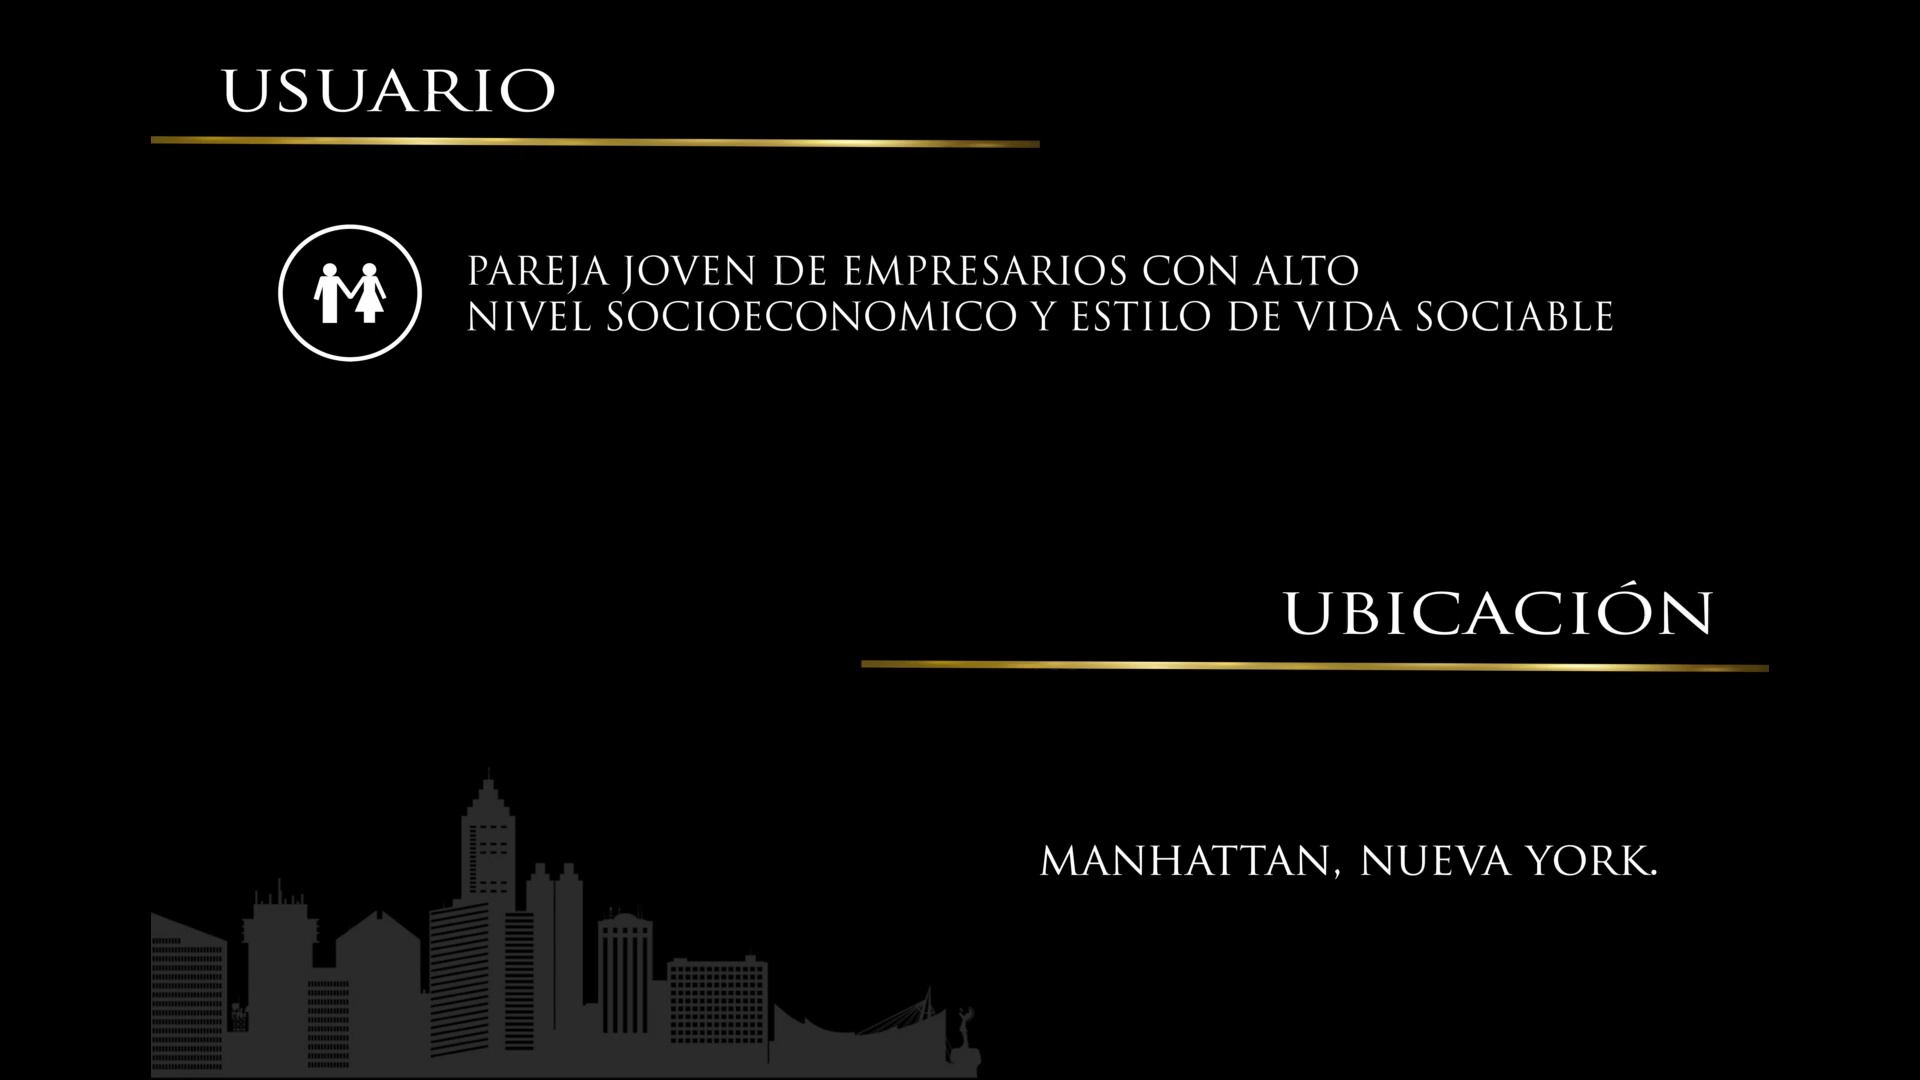 USUARIO
PAREJA JOVEN DE EMPRESARIOS CON ALTO
NIVEL SOCIOECONOMICO Y ESTILO DE VIDA SOCIABLE
UBICACIÓN
MANHATTAN, NUEVA YORK.